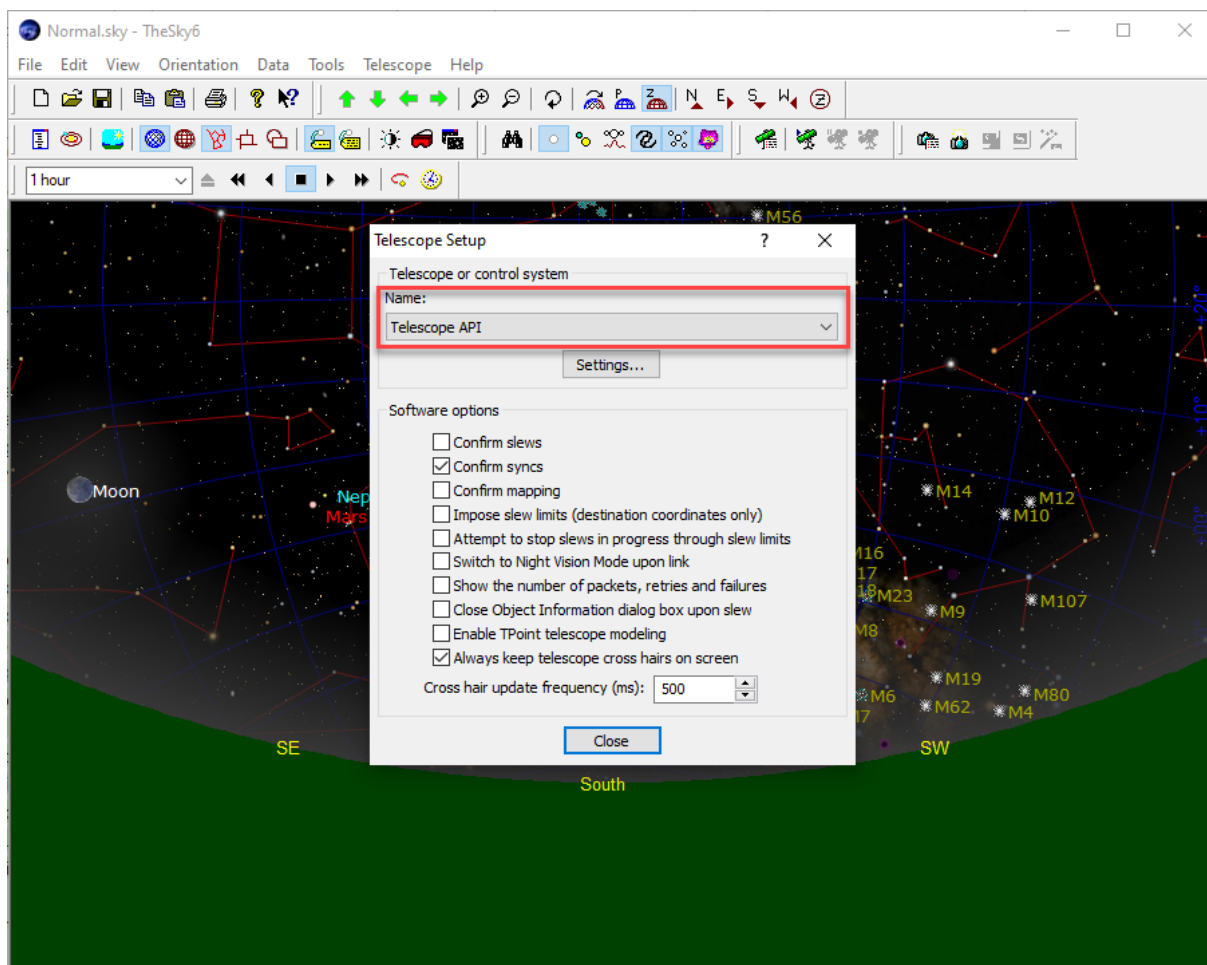 Normal.sky - TheSky6
File Edit View Orientation Data Tools Telescope Help
N E S W Z
1 hour
M56
Telescope Setup
Telescope or control system
Name:
Telescope API
Settings...
Software options
Confirm slews
Confirm syncs
Confirm mapping
Impose slew limits (destination coordinates only)
Attempt to stop slews in progress through slew limits
Switch to Night Vision Mode upon link
Show the number of packets, retries and failures
Close Object Information dialog box upon slew
Enable TPoint telescope modeling
Always keep telescope cross hairs on screen
Cross hair update frequency (ms): 500
Close
Moon
Nep
Mars
+20°
+10°
M14
M12
M10
M16
17
M23
M9
M107
M8
M19
M6
M62
M80
M4
SE
South
SW